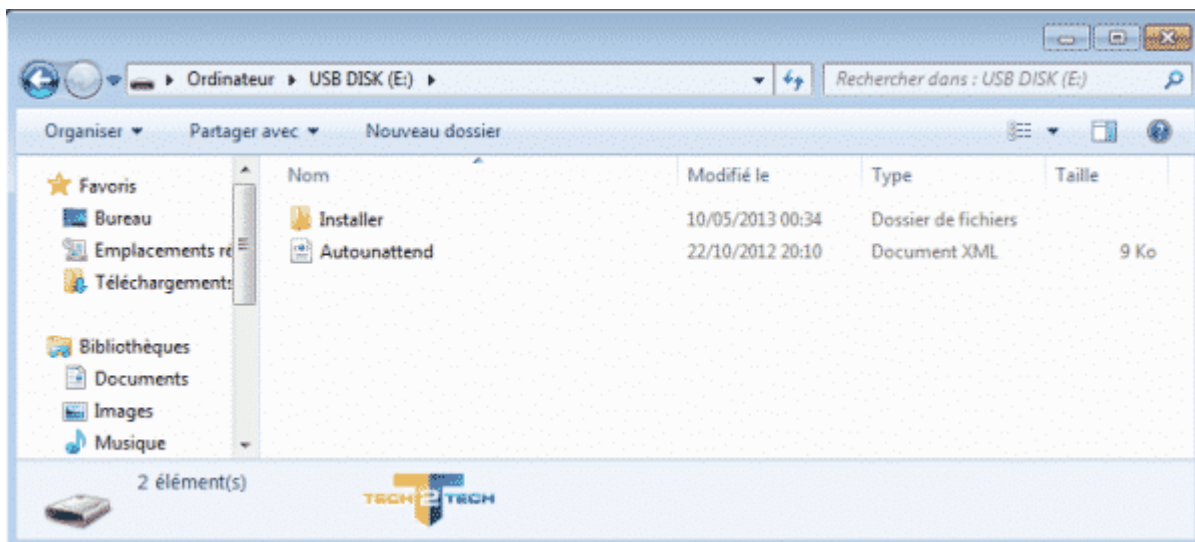 Ordinateur USB DISK (E:) Rechercher dans : USB DISK (E:)
Organiser Partager avec Nouveau dossier
Favoris
Bureau
Emplacements ré
Téléchargements
Bibliothèques
Documents
Images
Musique
Nom Modifié le Type Taille
Installer 10/05/2013 00:34 Dossier de fichiers
Autounattend 22/10/2012 20:10 Document XML 9 Ko
2 élément(s)
TECH 2 TECH